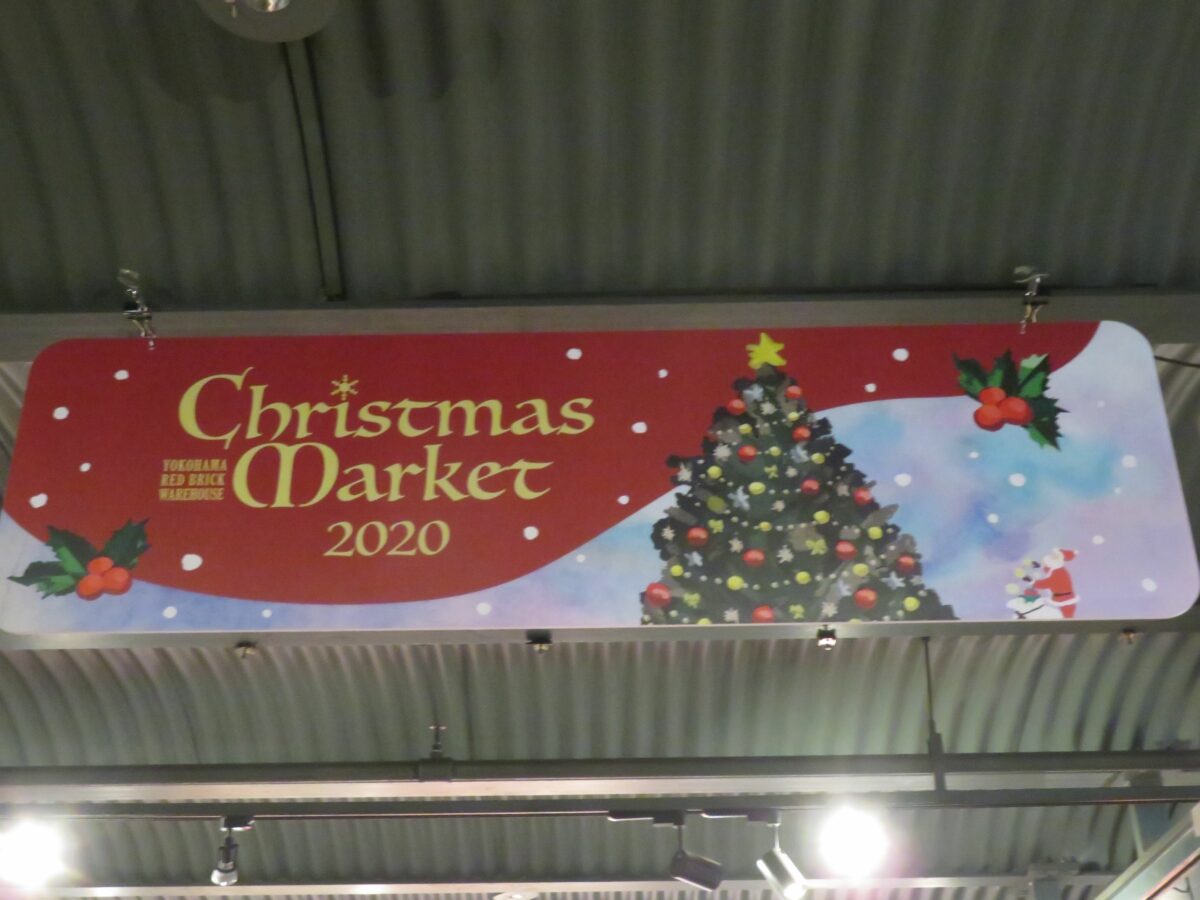 Christmas
YOKOHAMA
RED BRICK
WAREHOUSE
Market
2020